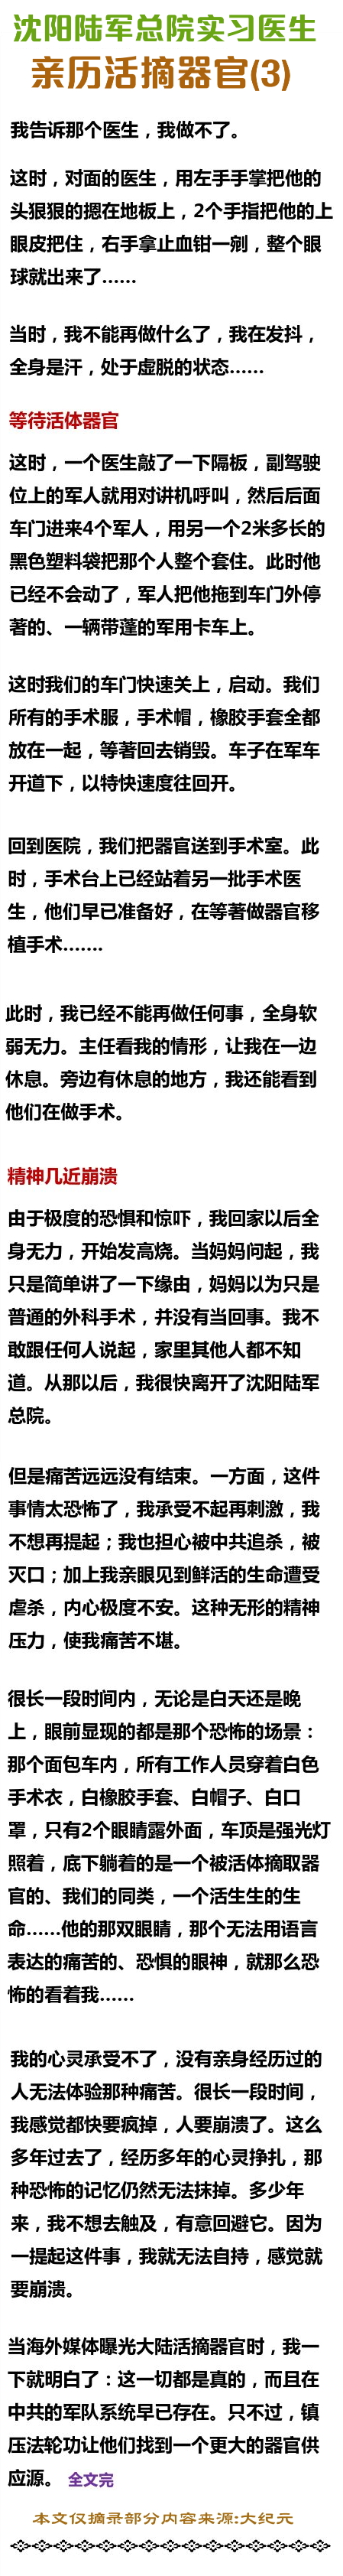 沈阳陆军总院实习医生
亲历活摘器官(3)
我告诉那个医生，我做不了。
这时，对面的医生，用左手手掌把他的
头狠狠的摁在地板上，2个手指把他的上
眼皮把住，右手拿止血钳一剜，整个眼
球就出来了……
当时，我不能再做什么了，我在发抖，
全身是汗，处于虚脱的状态……
等待活体器官
这时，一个医生敲了一下隔板，副驾驶
位上的军人就用对讲机呼叫，然后后面
车门进来4个军人，用另一个2米多长的
黑色塑料袋把那个人整个套住。此时他
已经不会动了，军人把他拖到车门外停
著的、一辆带蓬的军用卡车上。
这时我们的车门快速关上，启动。我们
所有的手术服，手术帽，橡胶手套全都
放在一起，等著回去销毁。车子在军车
开道下，以特快速度往回开。
回到医院，我们把器官送到手术室。此
时，手术台上已经站着另一批手术医
生，他们早已准备好，在等著做器官移
植手术.……
此时，我已经不能再做任何事，全身软
弱无力。主任看我的情形，让我在一边
休息。旁边有休息的地方，我还能看到
他们在做手术。
精神几近崩溃
由于极度的恐惧和惊吓，我回家以后全
身无力，开始发高烧。当妈妈问起，我
只是简单讲了一下缘由，妈妈以为只是
普通的外科手术，并没有当回事。我不
敢跟任何人说起，家里其他人都不知
道。从那以后，我很快离开了沈阳陆军
总院。
但是痛苦远远没有结束。一方面，这件
事情太恐怖了，我承受不起再刺激，我
不想再提起；我也担心被中共追杀，被
灭口；加上我亲眼见到鲜活的生命遭受
虐杀，内心极度不安。这种无形的精神
压力，使我痛苦不堪。
很长一段时间内，无论是白天还是晚
上，眼前显现的都是那个恐怖的场景：
那个面包车内，所有工作人员穿着白色
手术衣，白橡胶手套、白帽子、白口
罩，只有2个眼睛露外面，车顶是强光灯
照着，底下躺着的是一个被活体摘取器
官的、我们的同类，一个活生生的生
命……他的那双眼睛，那个无法用语言
表达的痛苦的、恐惧的眼神，就那么恐
怖的看着我……
我的心灵承受不了，没有亲身经历过的
人无法体验那种痛苦。很长一段时间，
我感觉都快要疯掉，人要崩溃了。这么
多年过去了，经历多年的心灵挣扎，那
种恐怖的记忆仍然无法抹掉。多少年
来，我不想去触及，有意回避它。因为
一提起这件事，我就无法自持，感觉就
要崩溃。
当海外媒体曝光大陆活摘器官时，我一
下就明白了：这一切都是真的，而且在
中共的军队系统早已存在。只不过，镇
压法轮功让他们找到一个更大的器官供
应源。 全文完
本文仅摘录部分内容来源:大纪元